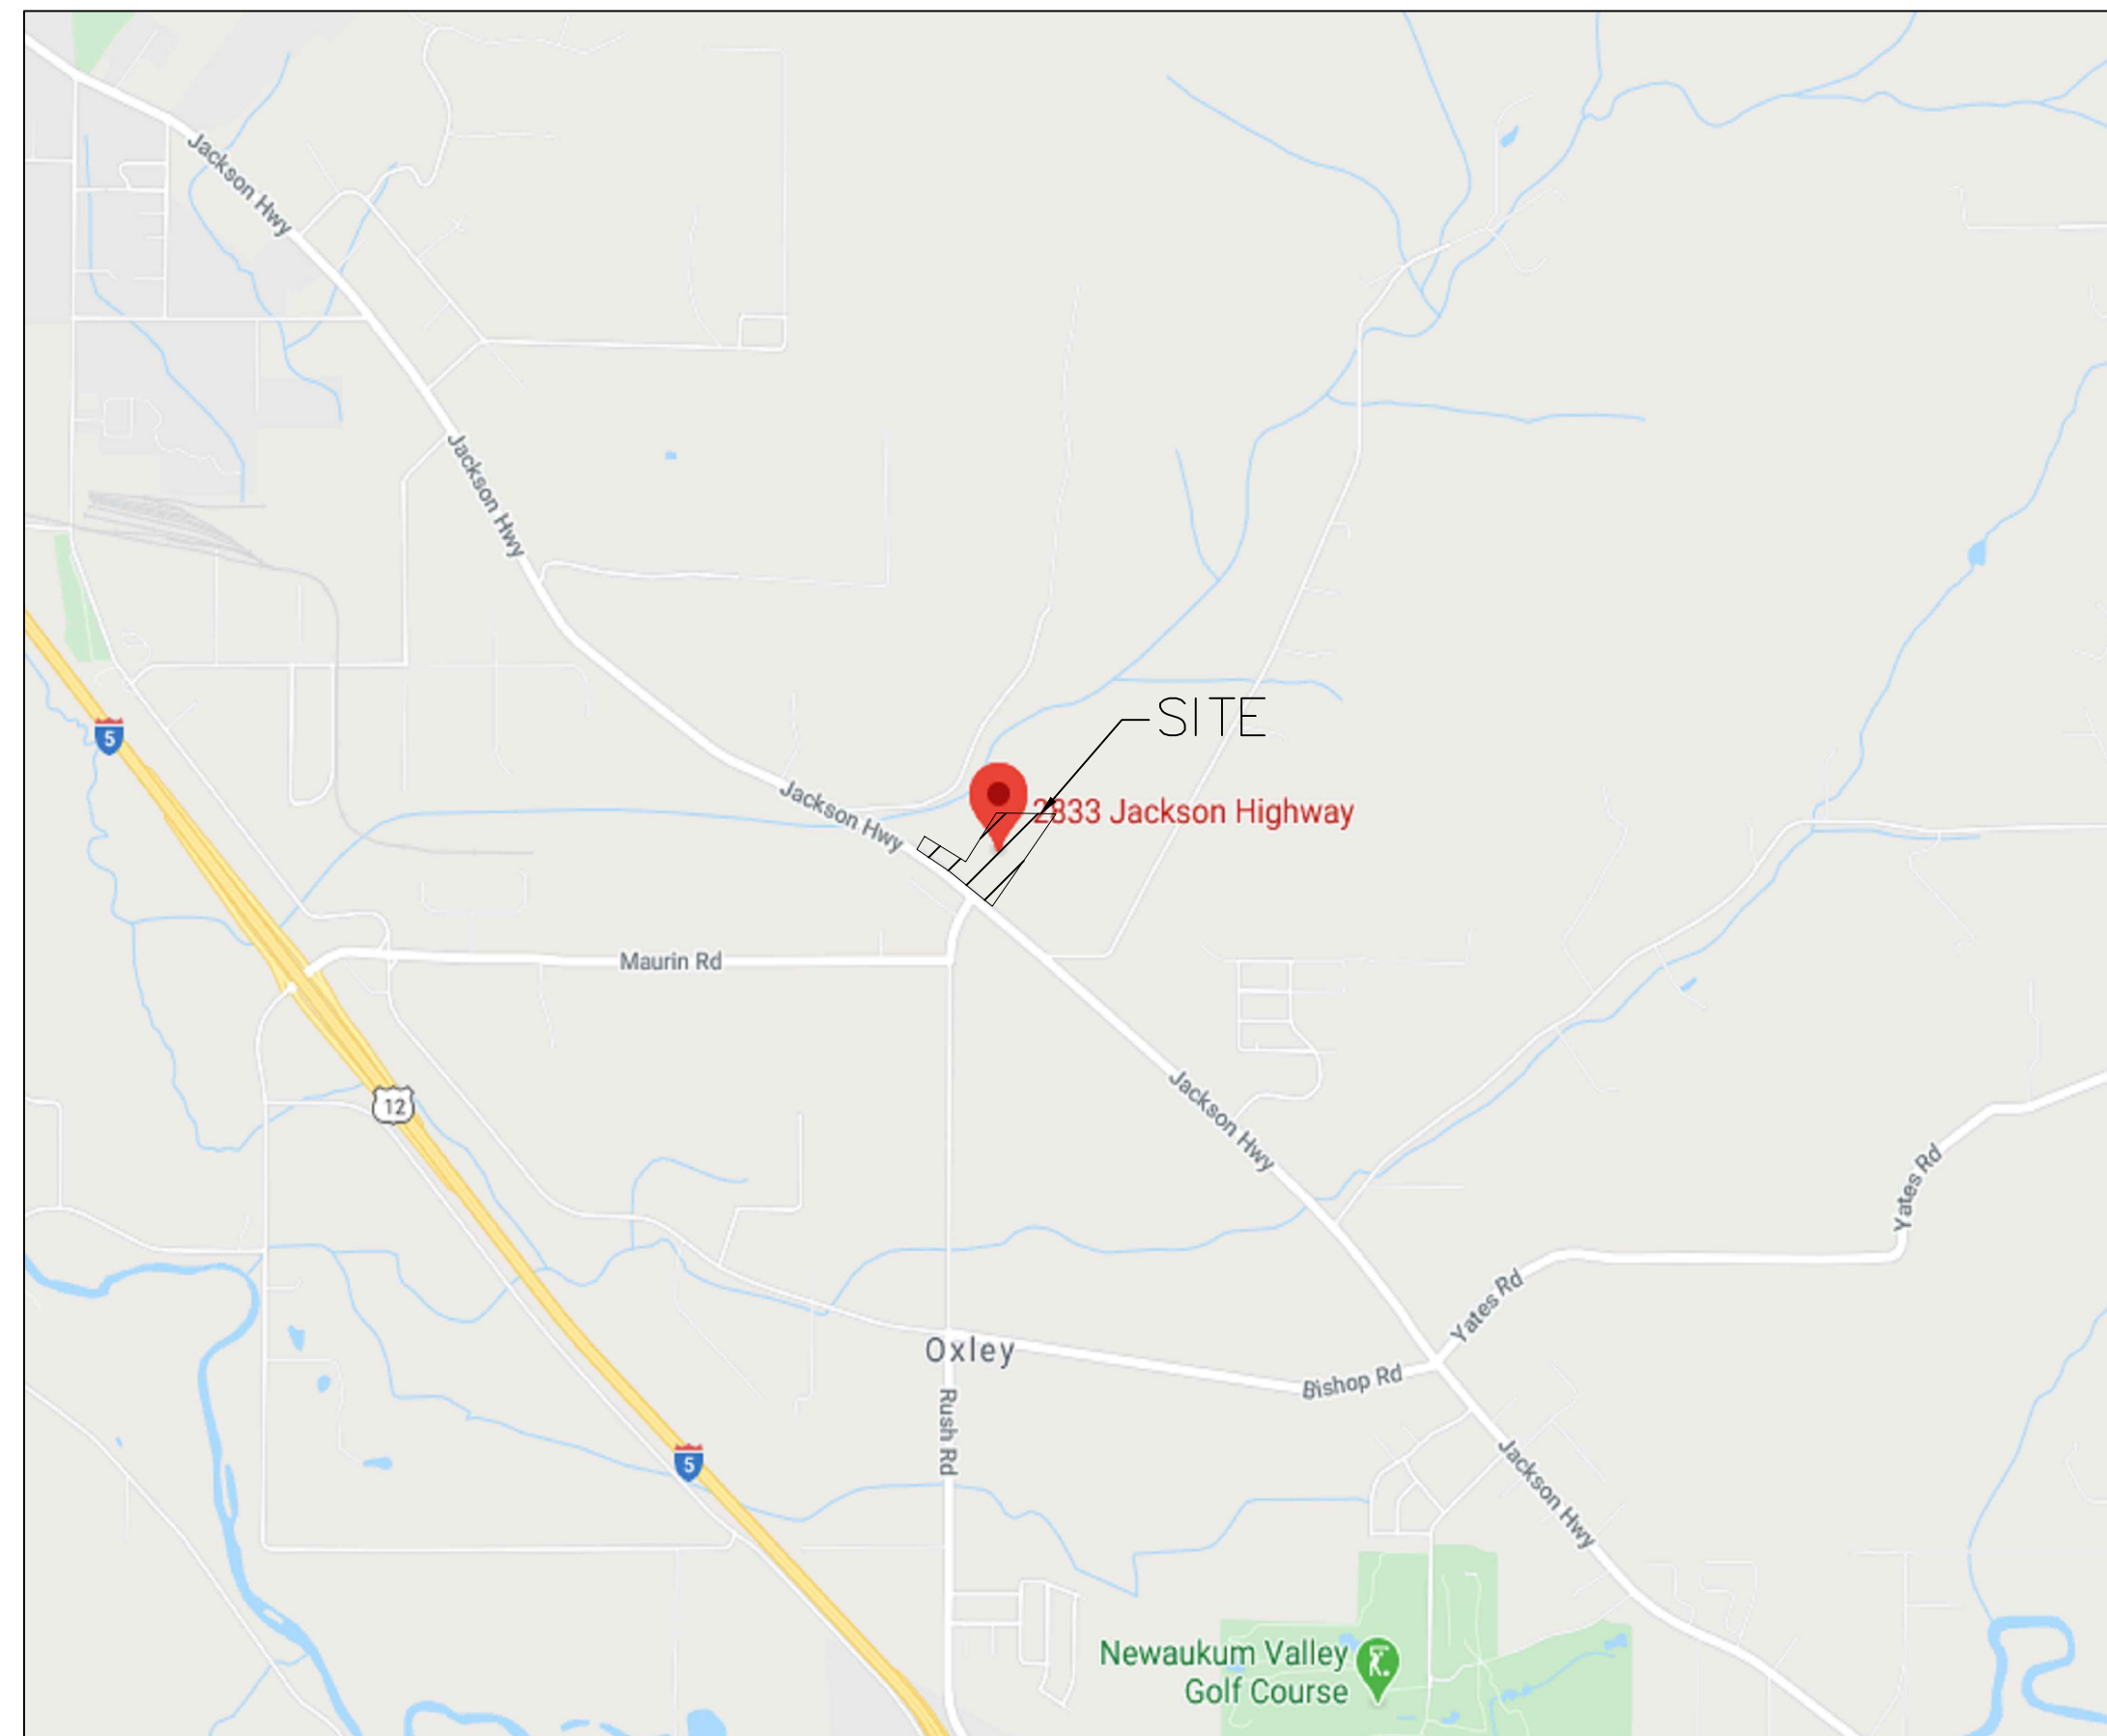 Jackson Hwy
Jackson Hwy
5
SITE
2833 Jackson Highway
Jackson Hwy
Maurin Rd
12
Jackson Hwy
Yates Rd
Yates Rd
Oxley
Bishop Rd
Rush Rd
5
Jackson Hwy
Newaukum Valley
Golf Course